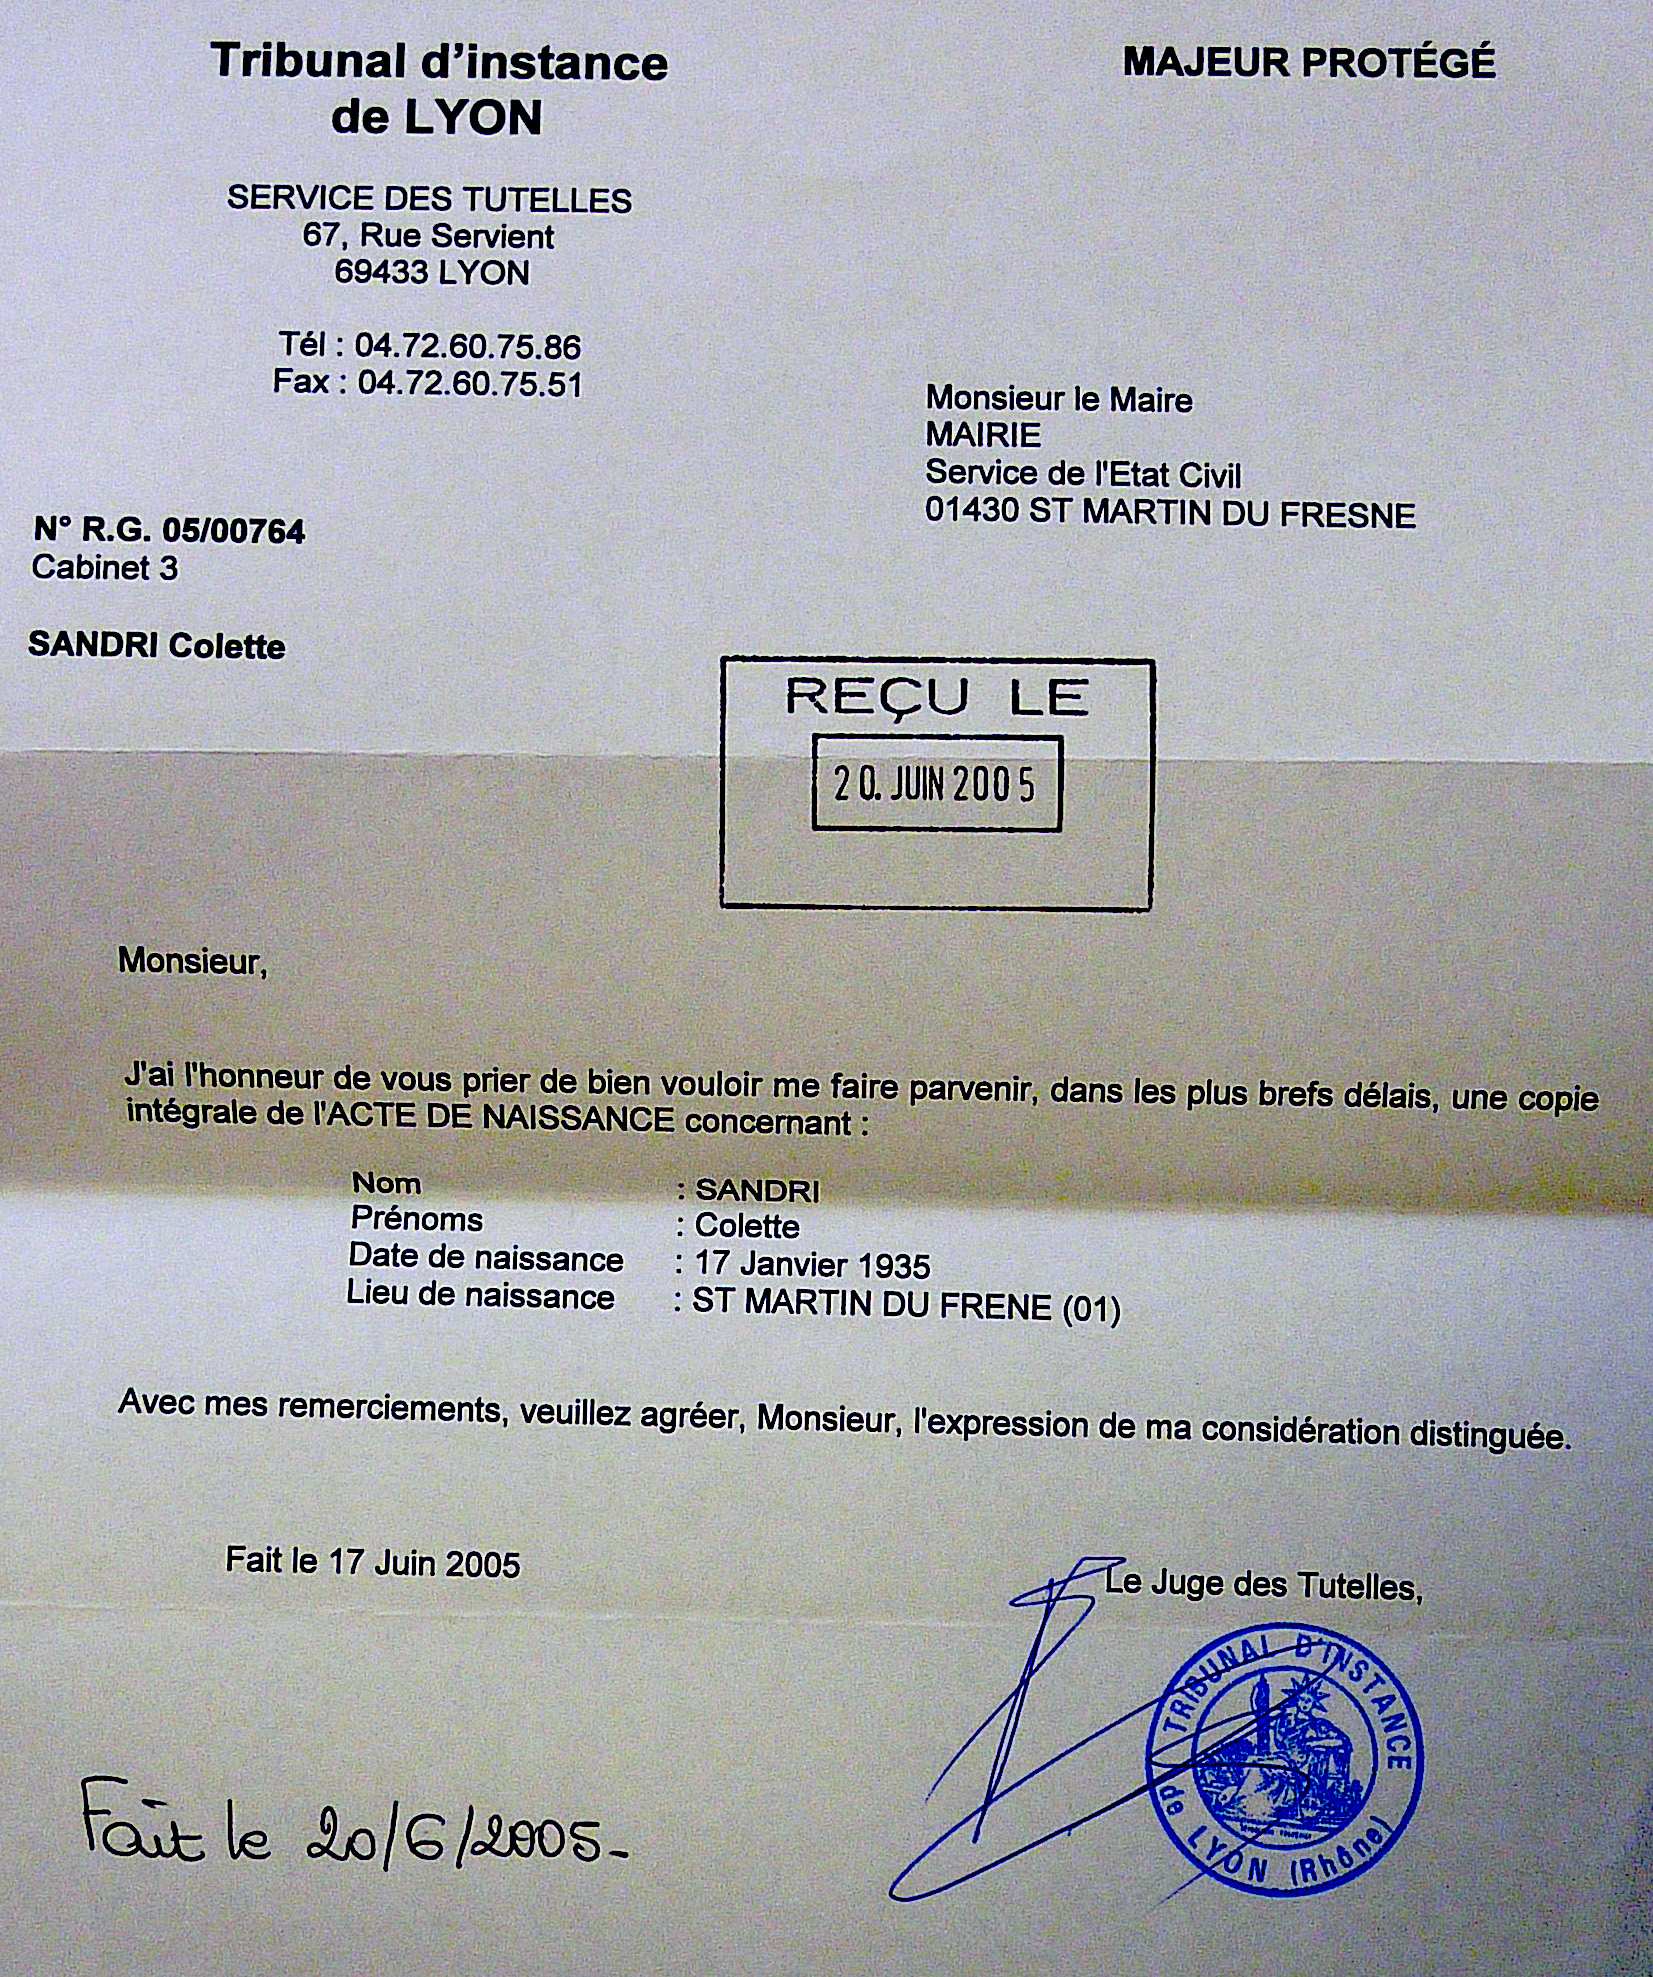 Tribunal d'instance
de LYON
MAJEUR PROTÉGÉ
SERVICE DES TUTELLES
67, Rue Servient
69433 LYON
Tél : 04.72.60.75.86
Fax : 04.72.60.75.51
Monsieur le Maire
MAIRIE
Service de l'Etat Civil
01430 ST MARTIN DU FRESNE
N° R.G. 05/00764
Cabinet 3
SANDRI Colette
REÇU LE
20. JUIN 2005
Monsieur,
J'ai l'honneur de vous prier de bien vouloir me faire parvenir, dans les plus brefs délais, une copie
intégrale de l'ACTE DE NAISSANCE concernant :
Nom : SANDRI
Prénoms : Colette
Date de naissance : 17 Janvier 1935
Lieu de naissance : ST MARTIN DU FRENE (01)
Avec mes remerciements, veuillez agréer, Monsieur, l'expression de ma considération distinguée.
Fait le 17 Juin 2005
Le Juge des Tutelles,
TRIBUNAL D'INSTANCE
de LYON (Rhône)
Fait le 20/6/2005.-